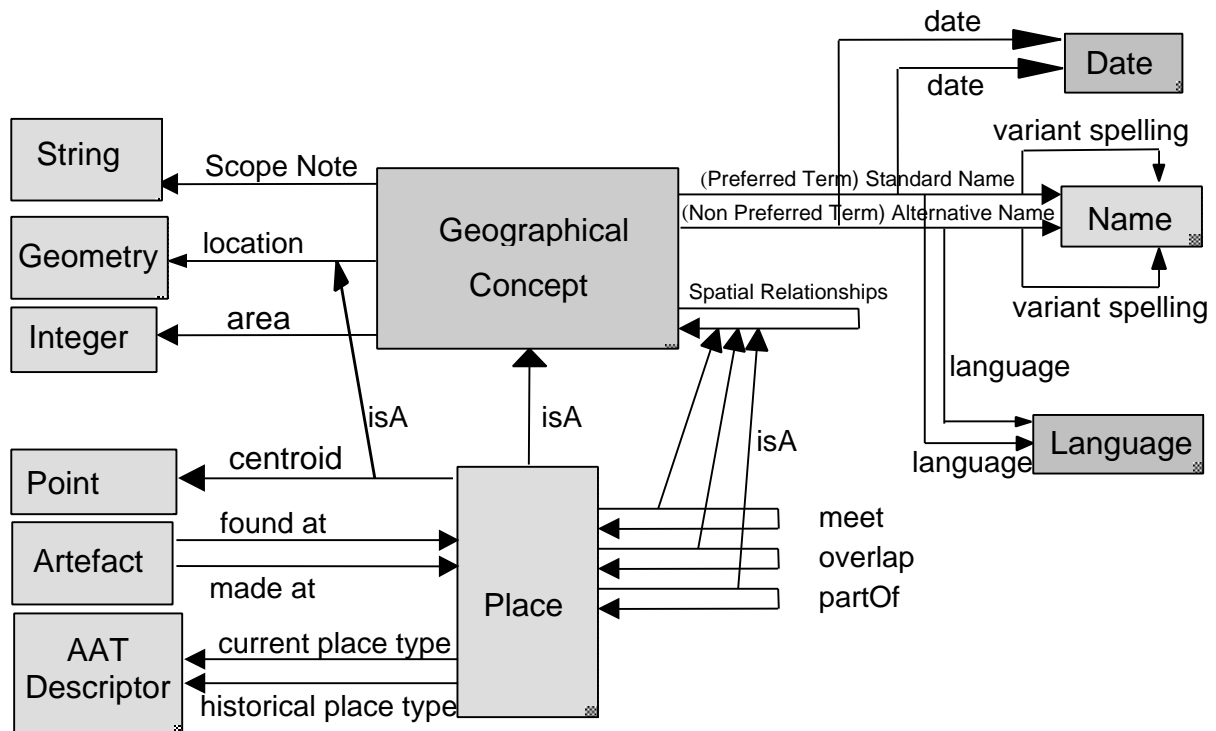 date
Date
date
variant spelling
String
Scope Note
(Preferred Term) Standard Name
(Non Preferred Term) Alternative Name
Name
Geographical
Concept
Geometry
location
Spatial Relationships
variant spelling
Integer
area
language
isA
isA
isA
Language
language
Point
centroid
meet
found at
Artefact
overlap
made at
partOf
Place
AAT
Descriptor
current place type
historical place type